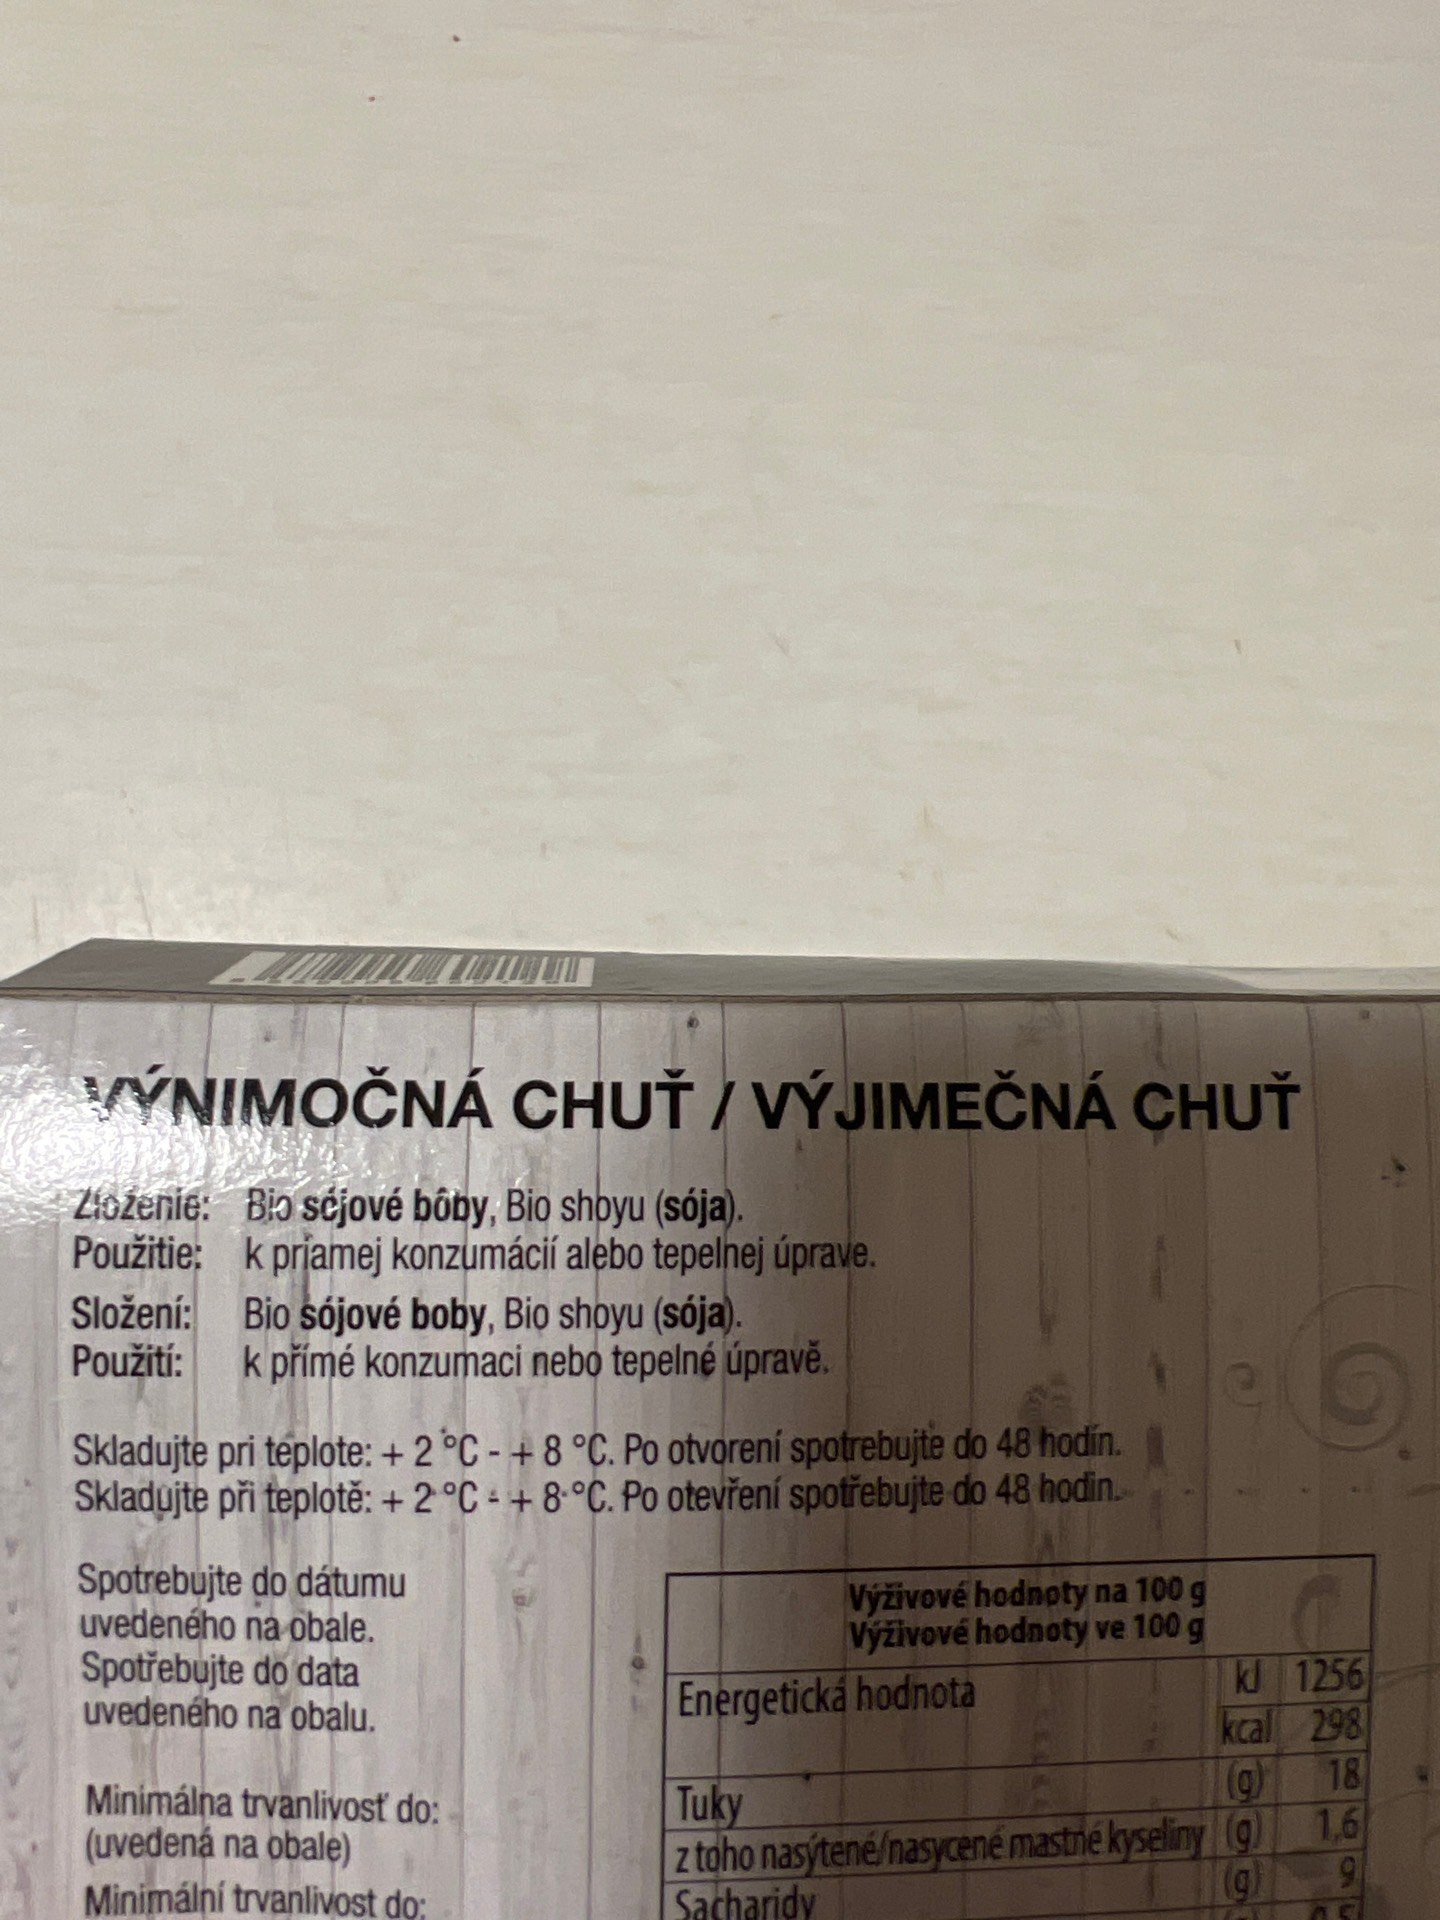 VÝNIMOČNÁ CHUŤ / VÝJIMEČNÁ CHUŤ
Zloženie: Bio sójové bôby, Bio shoyu (sója).
Použitie: k priamej konzumácií alebo tepelnej úprave.
Složení: Bio sójové boby, Bio shoyu (sója).
Použití: k přímé konzumaci nebo tepelné úpravě.
Skladujte pri teplote: + 2 °C - + 8 °C. Po otvorení spotrebujte do 48 hodín.
Skladujte při teplotě: + 2 °C - + 8 °C. Po otevření spotřebujte do 48 hodin.
Spotrebujte do dátumu
uvedeného na obale.
Spotřebujte do data
uvedeného na obalu.
Minimálna trvanlivosť do:
(uvedená na obale)
Minimální trvanlivost do:
Výživové hodnoty na 100 g
Výživové hodnoty ve 100 g
Energetická hodnota kJ 1256
kcal 298
Tuky (g) 18
z toho nasýtené/nasycené mastné kyseliny (g) 1,6
Sacharidy (g) 9